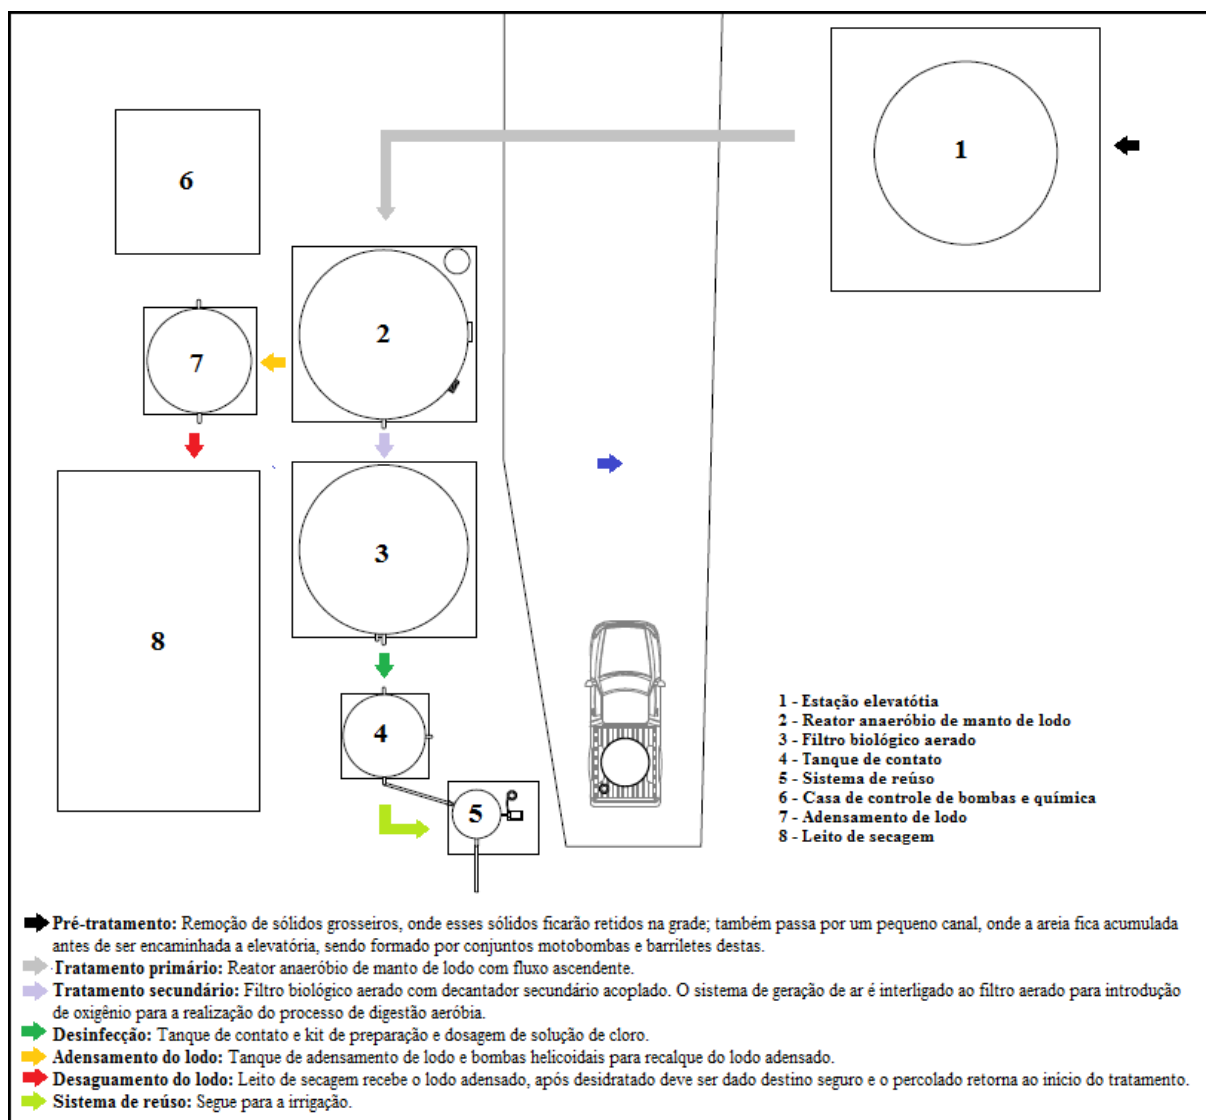 1
6
2
7
3
8
4
5
1 - Estação elevatótia
2 - Reator anaeróbio de manto de lodo
3 - Filtro biológico aerado
4 - Tanque de contato
5 - Sistema de reúso
6 - Casa de controle de bombas e química
7 - Adensamento de lodo
8 - Leito de secagem
Pré-tratamento: Remoção de sólidos grosseiros, onde esses sólidos ficarão retidos na grade; também passa por um pequeno canal, onde a areia fica acumulada
antes de ser encaminhada a elevatória, sendo formado por conjuntos motobombas e barriletes destas.
Tratamento primário: Reator anaeróbio de manto de lodo com fluxo ascendente.
Tratamento secundário: Filtro biológico aerado com decantador secundário acoplado. O sistema de geração de ar é interligado ao filtro aerado para introdução
de oxigênio para a realização do processo de digestão aeróbia.
Desinfecção: Tanque de contato e kit de preparação e dosagem de solução de cloro.
Adensamento do lodo: Tanque de adensamento de lodo e bombas helicoidais para recalque do lodo adensado.
Desaguamento do lodo: Leito de secagem recebe o lodo adensado, após desidratado deve ser dado destino seguro e o percolado retorna ao início do tratamento.
Sistema de reúso: Segue para a irrigação.